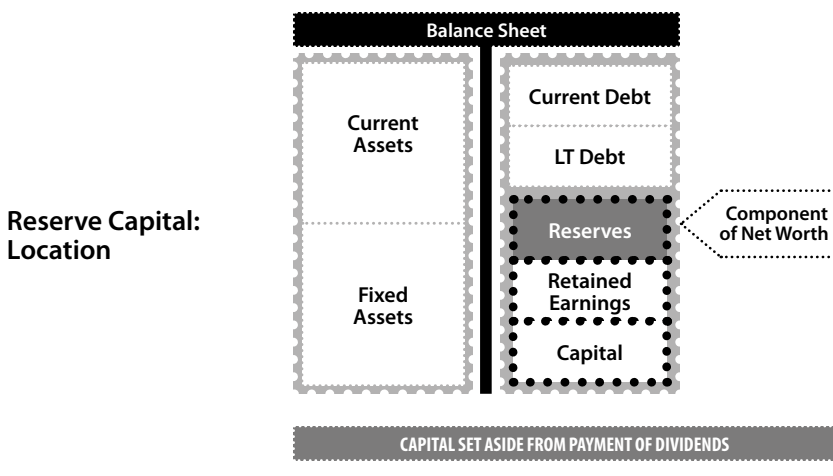 Balance Sheet
Current
Assets
Fixed
Assets
Current Debt
LT Debt
Reserves
Retained
Earnings
Capital
Component
of Net Worth
Reserve Capital:
Location
CAPITAL SET ASIDE FROM PAYMENT OF DIVIDENDS